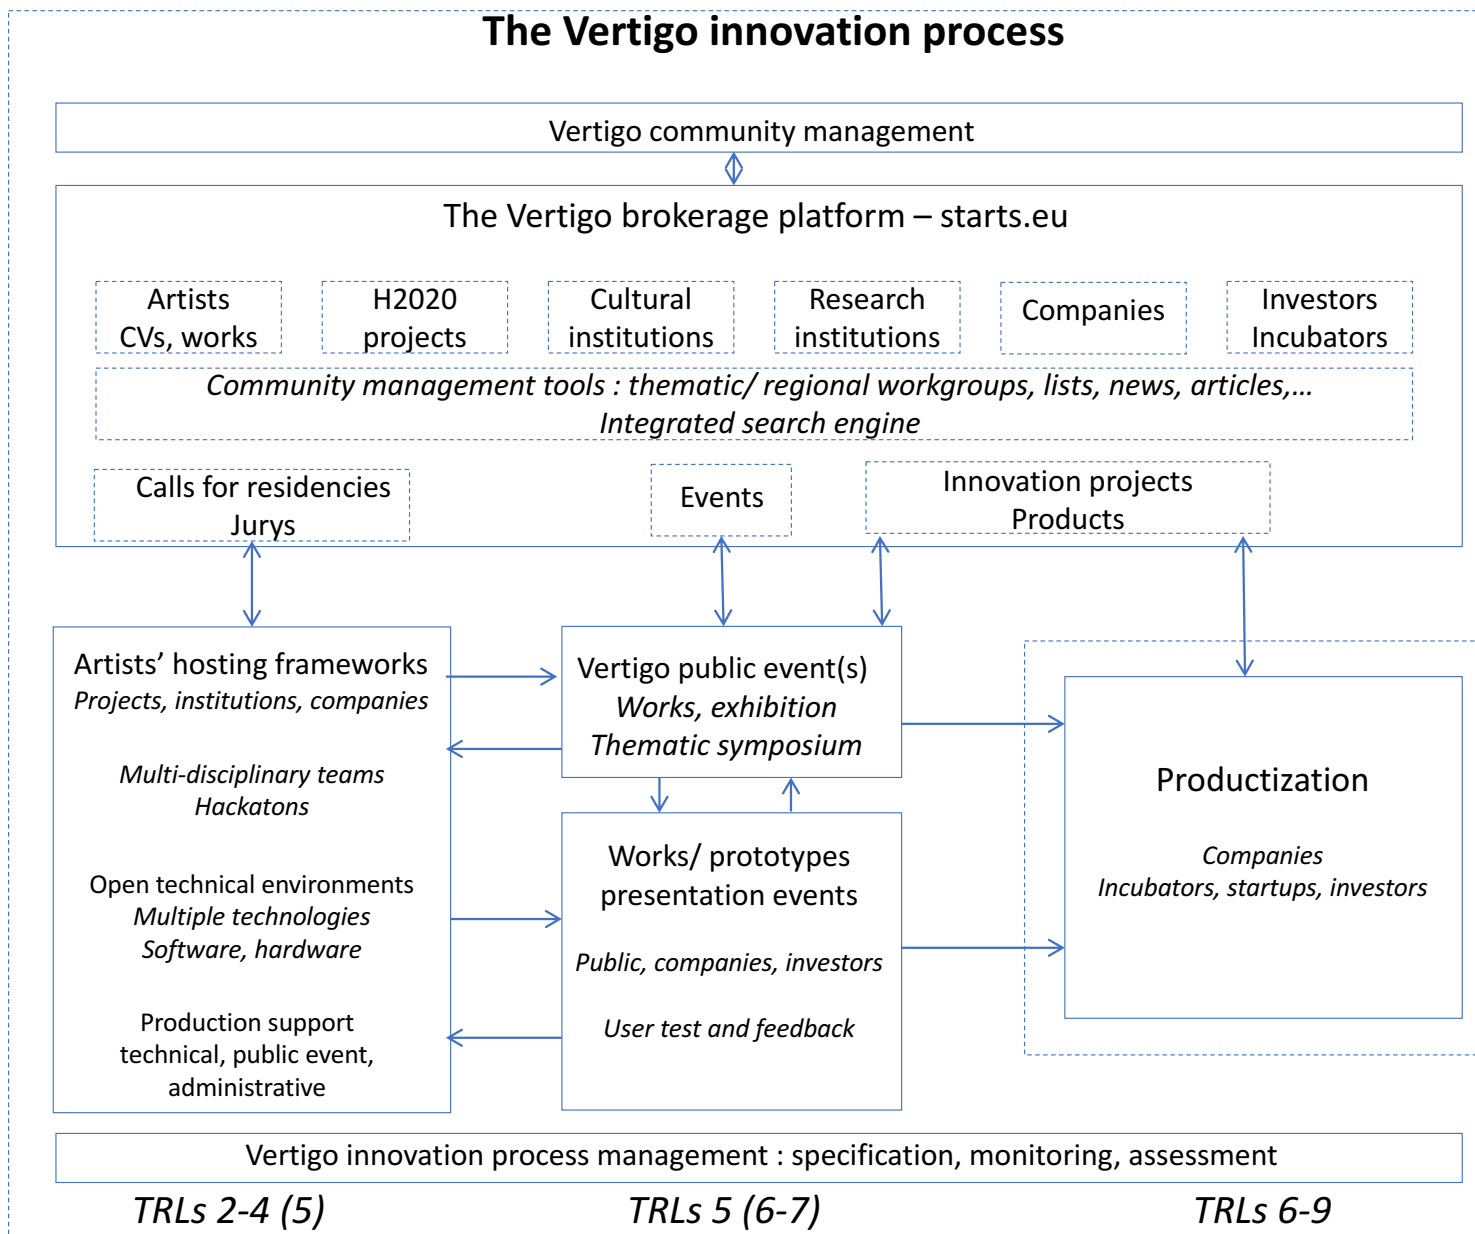 The Vertigo innovation process
Vertigo community management
The Vertigo brokerage platform – starts.eu
Artists
CVs, works
H2020
projects
Cultural
institutions
Research
institutions
Companies
Investors
Incubators
Community management tools : thematic/ regional workgroups, lists, news, articles,...
Integrated search engine
Calls for residencies
Jurys
Events
Innovation projects
Products
Artists’ hosting frameworks
Projects, institutions, companies
Multi-disciplinary teams
Hackatons
Open technical environments
Multiple technologies
Software, hardware
Production support
technical, public event,
administrative
Vertigo public event(s)
Works, exhibition
Thematic symposium
Works/ prototypes
presentation events
Public, companies, investors
User test and feedback
Productization
Companies
Incubators, startups, investors
Vertigo innovation process management : specification, monitoring, assessment
TRLs 2-4 (5)
TRLs 5 (6-7)
TRLs 6-9